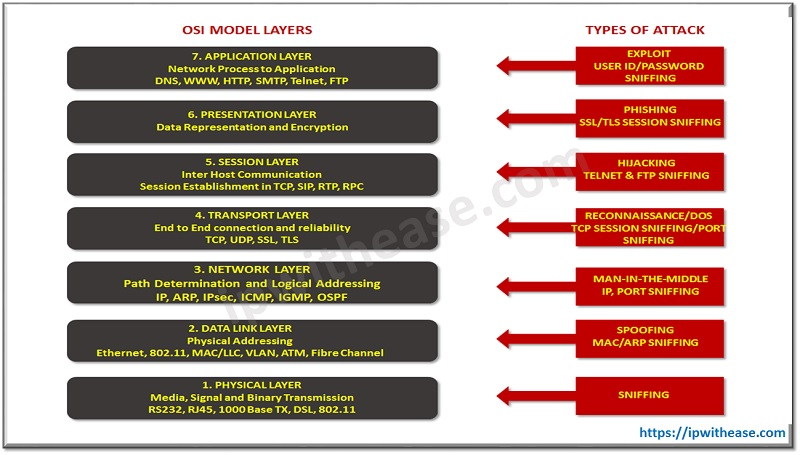 OSI MODEL LAYERS
TYPES OF ATTACK
7. APPLICATION LAYER
Network Process to Application
DNS, WWW, HTTP, SMTP, Telnet, FTP
EXPLOIT
USER ID/PASSWORD
SNIFFING
6. PRESENTATION LAYER
Data Representation and Encryption
PHISHING
SSL/TLS SESSION SNIFFING
5. SESSION LAYER
Inter Host Communication
Session Establishment in TCP, SIP, RTP, RPC
HIJACKING
TELNET & FTP SNIFFING
4. TRANSPORT LAYER
End to End connection and reliability
TCP, UDP, SSL, TLS
RECONNAISSANCE/DOS
TCP SESSION SNIFFING/PORT
SNIFFING
3. NETWORK LAYER
Path Determination and Logical Addressing
IP, ARP, IPsec, ICMP, IGMP, OSPF
MAN-IN-THE-MIDDLE
IP, PORT SNIFFING
2. DATA LINK LAYER
Physical Addressing
Ethernet, 802.11, MAC/LLC, VLAN, ATM, Fibre Channel
SPOOFING
MAC/ARP SNIFFING
1. PHYSICAL LAYER
Media, Signal and Binary Transmission
RS232, RJ45, 1000 Base TX, DSL, 802.11
SNIFFING
ipwithease.com
https://ipwithease.com